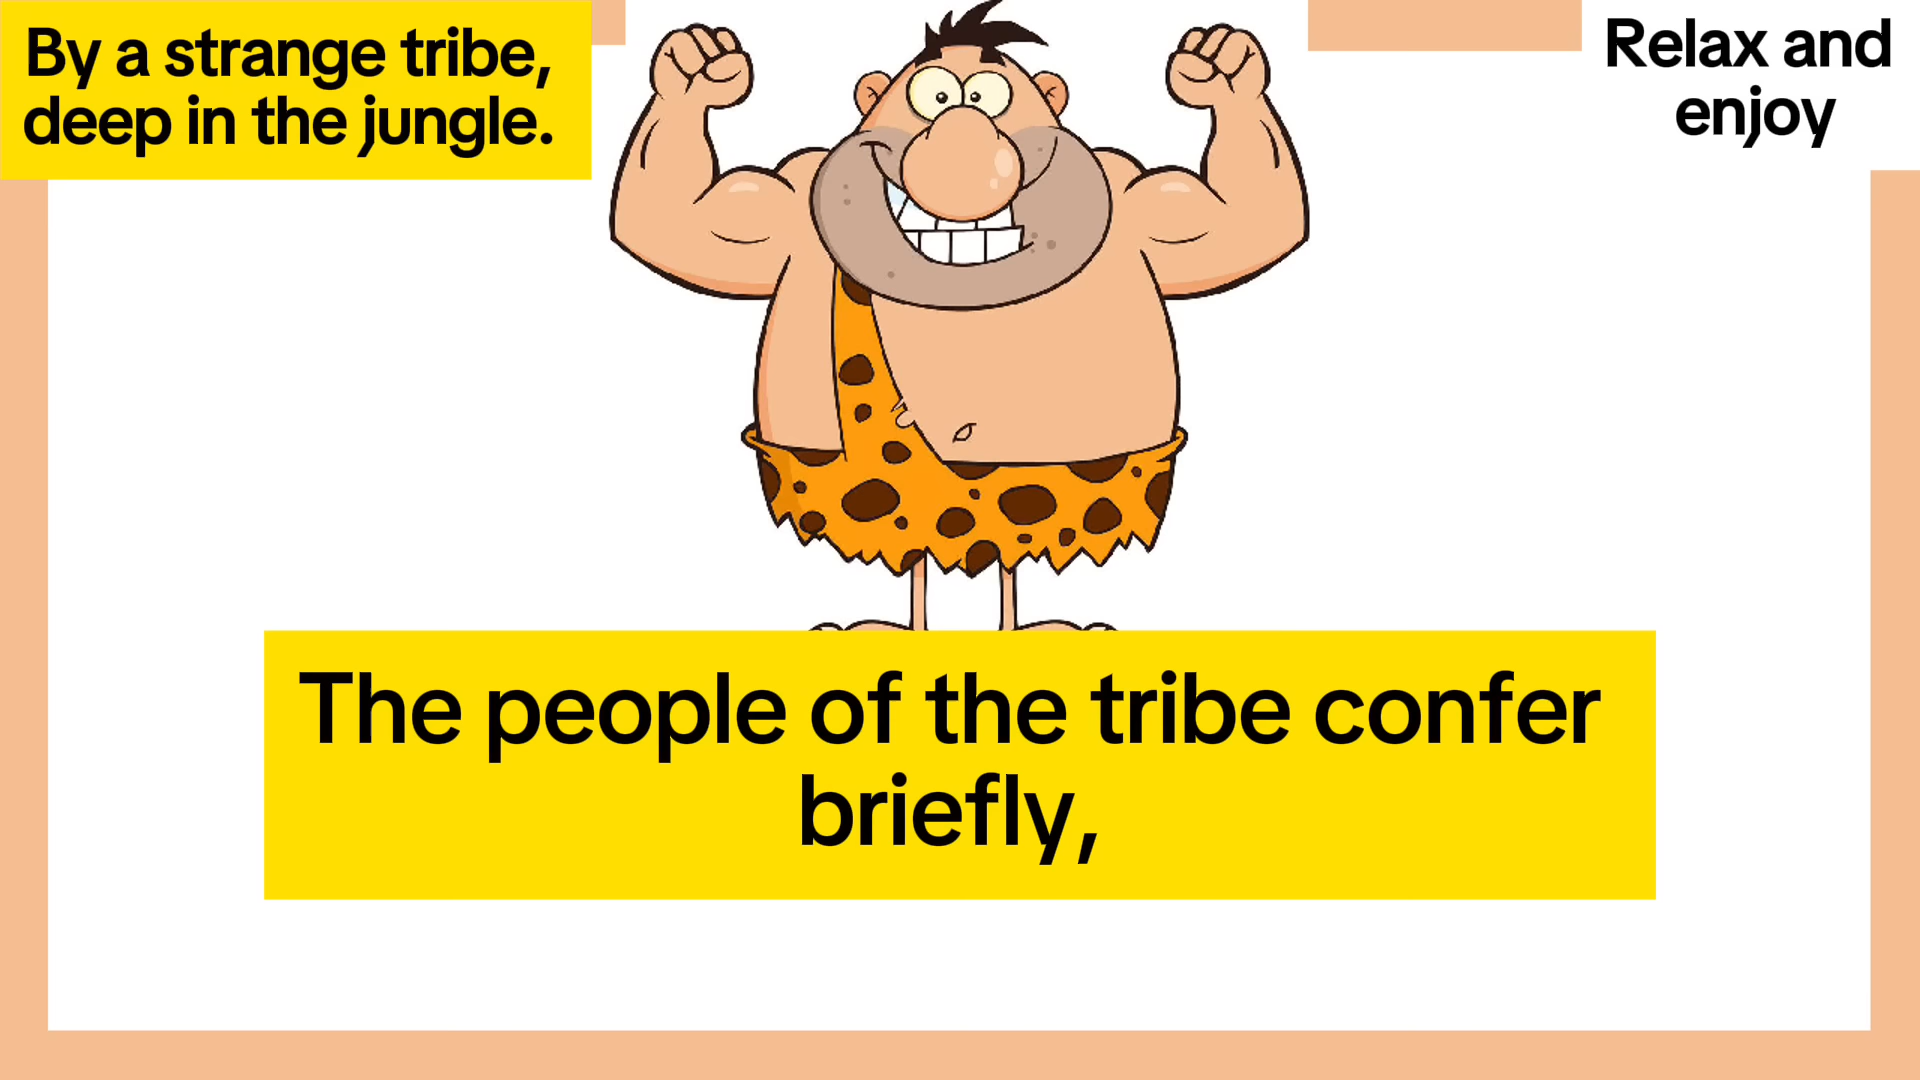 By a strange tribe,
deep in the jungle.
Relax and
enjoy
The people of the tribe confer
briefly,